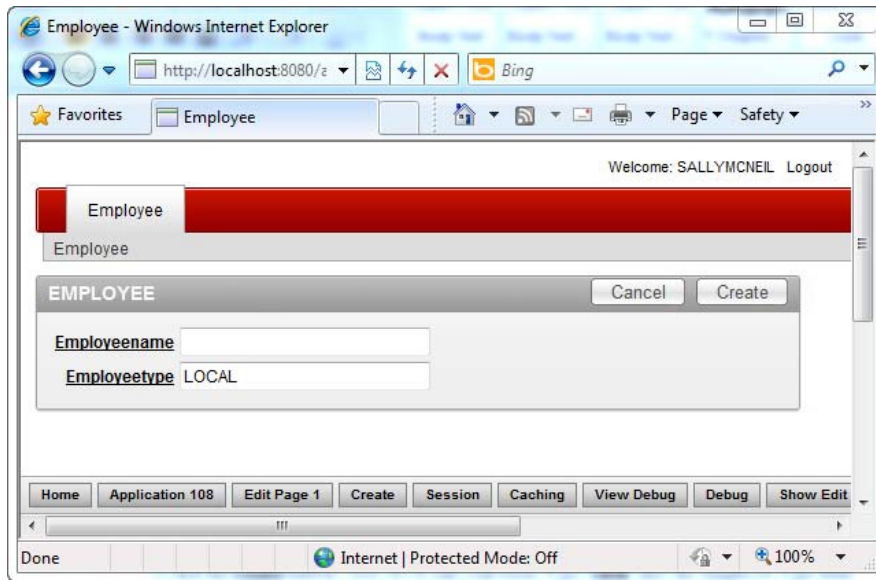 Employee - Windows Internet Explorer
http://localhost:8080/a
Bing
Favorites
Employee
Page
Safety
Welcome: SALLYMCNEIL Logout
Employee
Employee
EMPLOYEE
Cancel
Create
Employeename
Employeetype LOCAL
Home
Application 108
Edit Page 1
Create
Session
Caching
View Debug
Debug
Show Edit
Done
Internet | Protected Mode: Off
100%